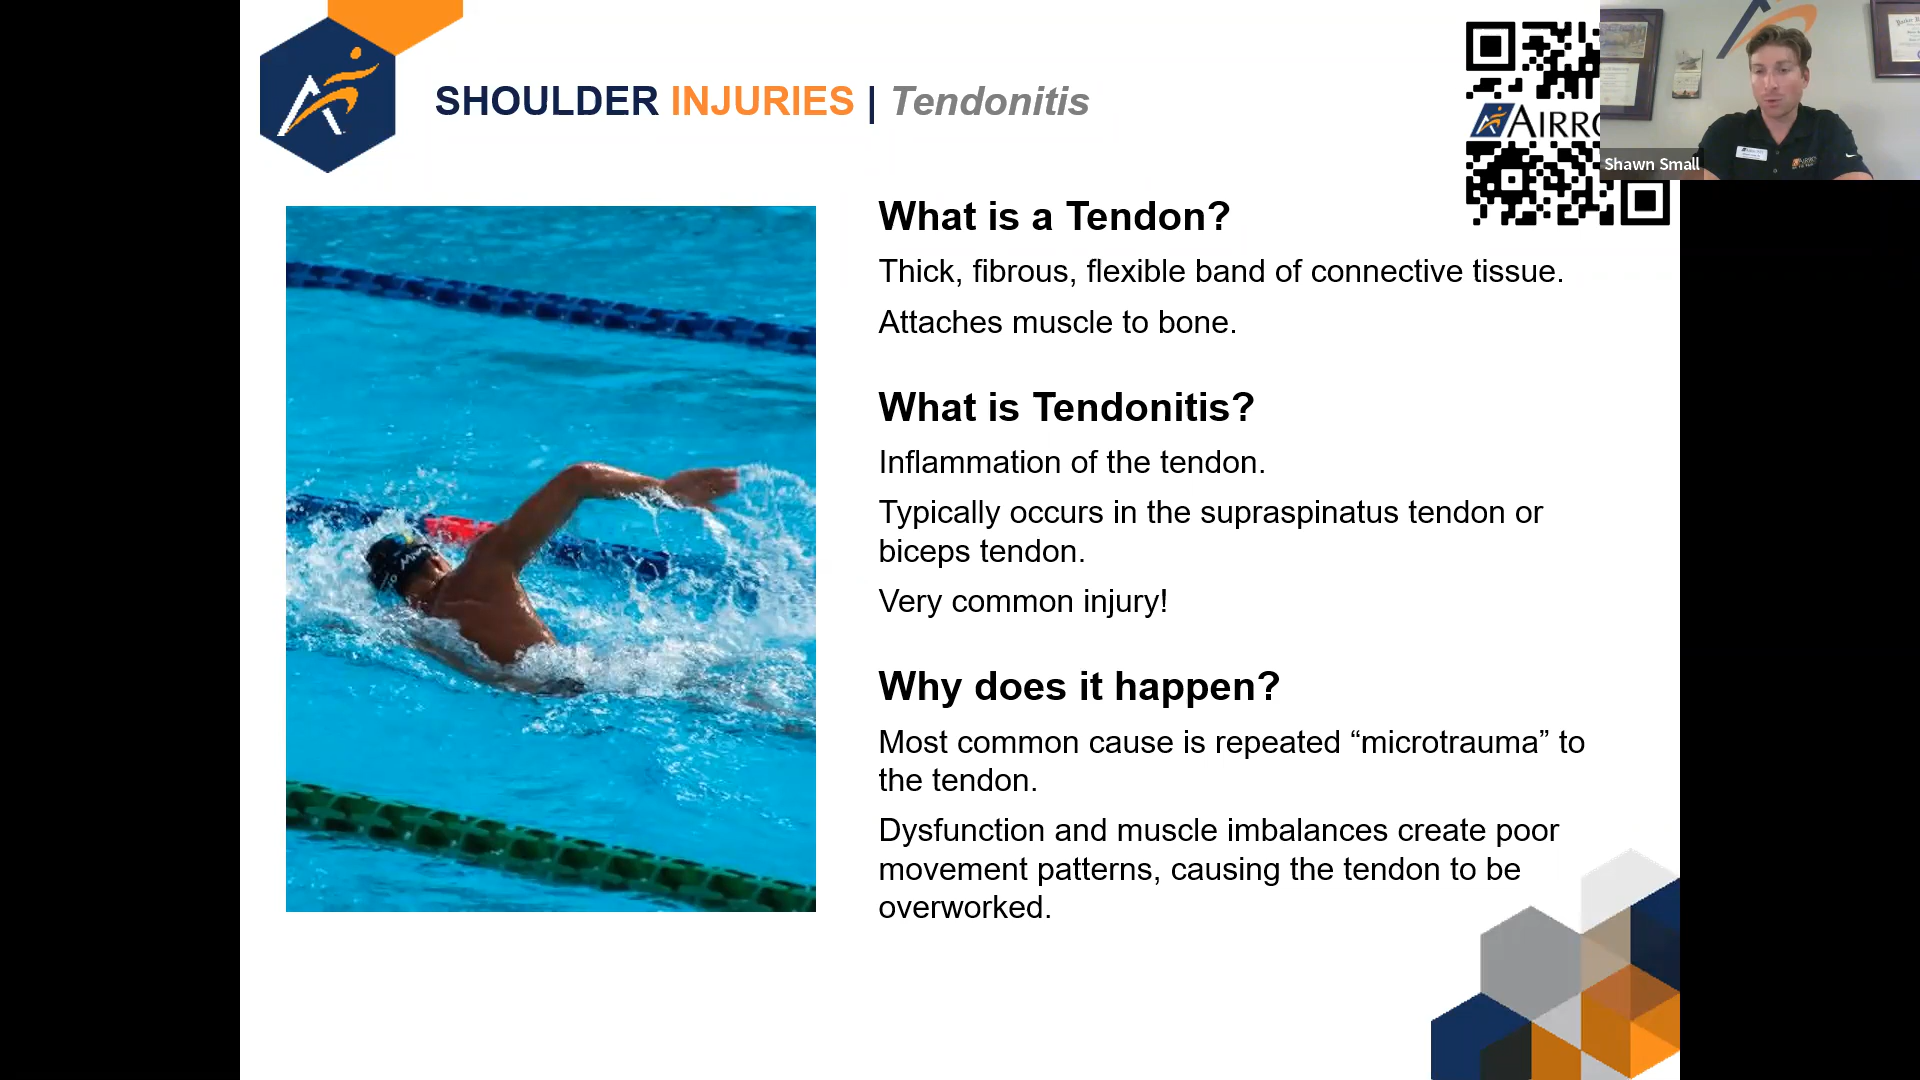 SHOULDER INJURIES | Tendonitis
AIRRO
Shawn Small
What is a Tendon?
Thick, fibrous, flexible band of connective tissue.
Attaches muscle to bone.
What is Tendonitis?
Inflammation of the tendon.
Typically occurs in the supraspinatus tendon or
biceps tendon.
Very common injury!
Why does it happen?
Most common cause is repeated “microtrauma” to
the tendon.
Dysfunction and muscle imbalances create poor
movement patterns, causing the tendon to be
overworked.